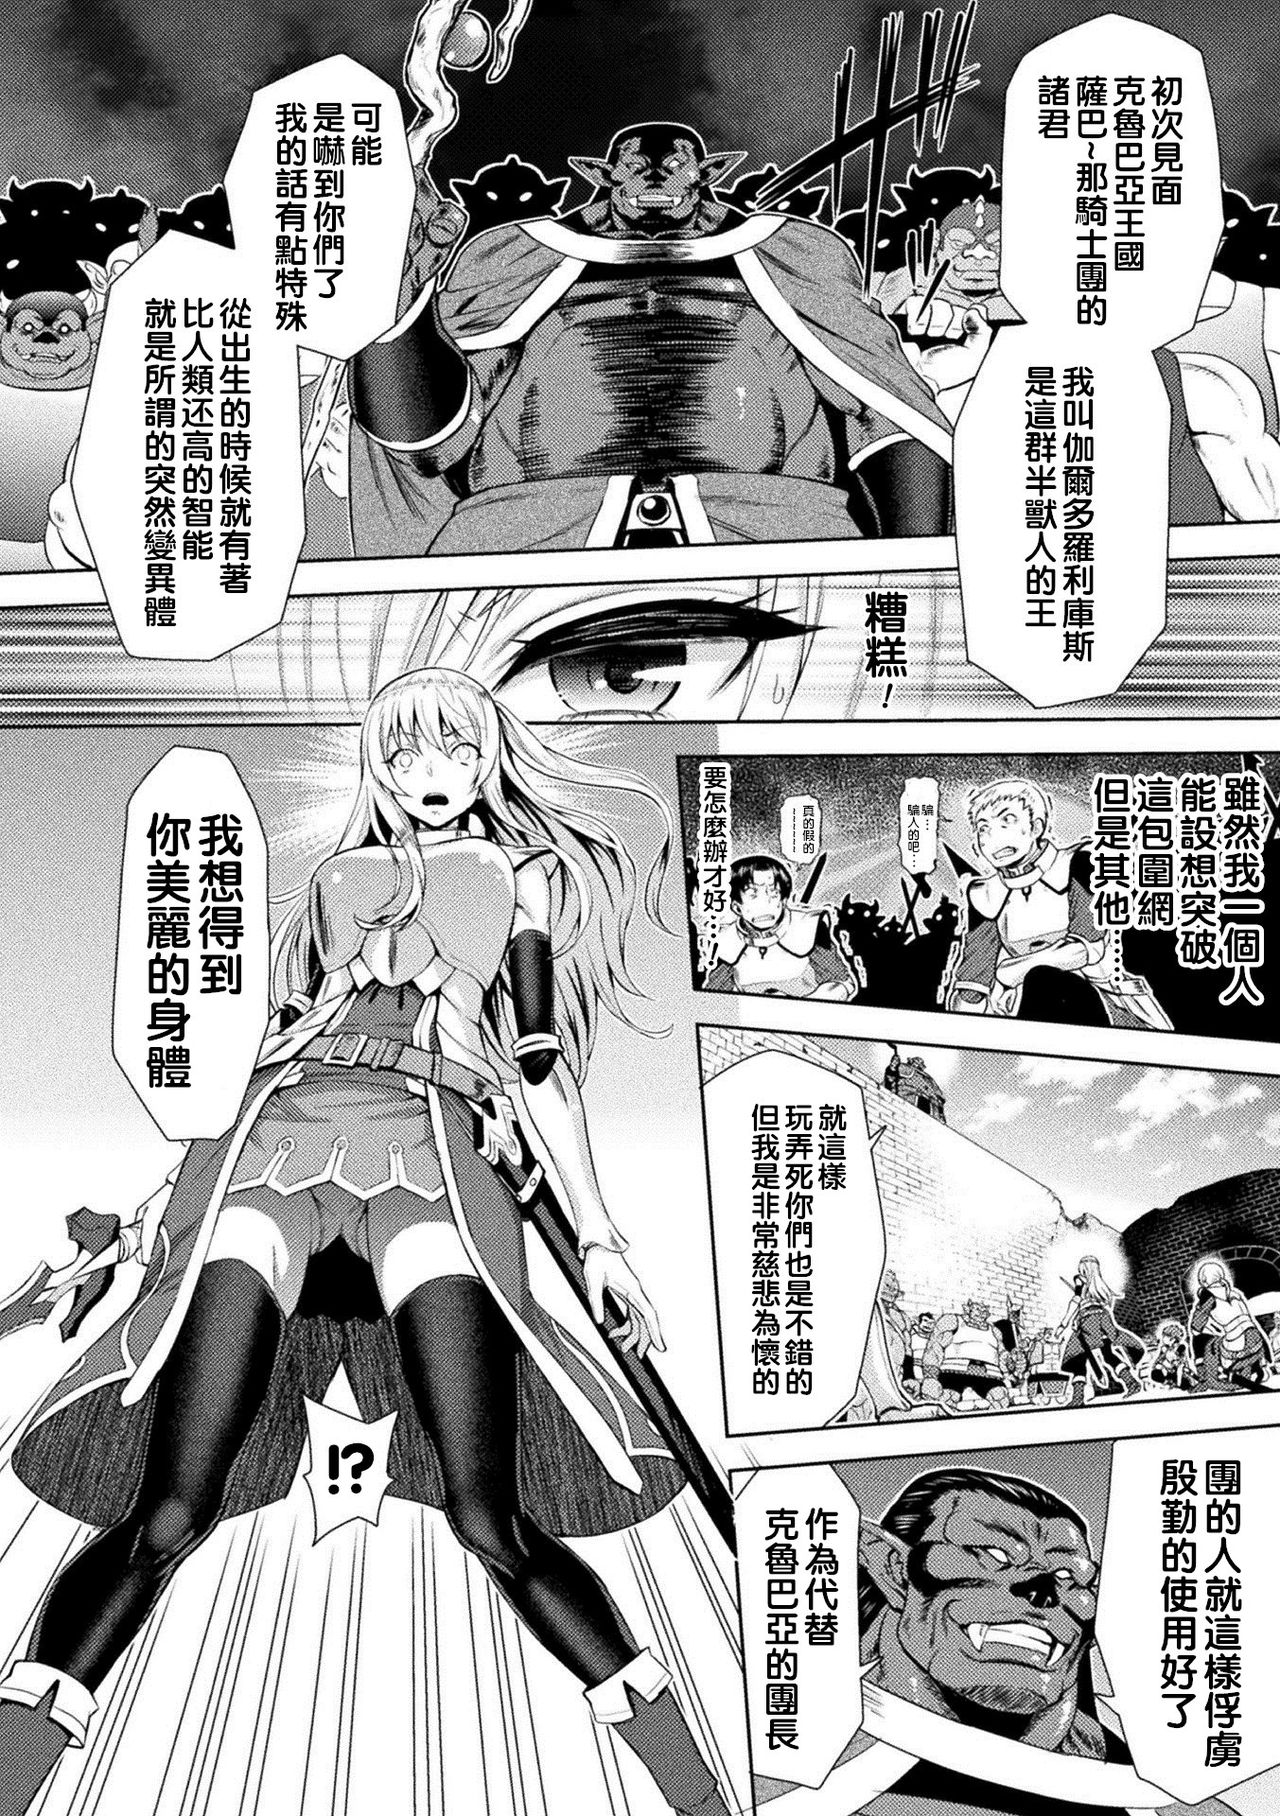 初次見面
克魯巴亞王國
薩巴~那騎士團的
諸君
我叫伽爾多羅利庫斯
是這群半獸人的王
可能
是嚇到你們了
我的話有點特殊
從出生的時候就有著
比人類还高的智能
就是所謂的突然變異體
糟糕!
雖然我一個人
能設想突破
這包圍網
但是其他……
騙…
騙人的吧…
真的假的
~~~~~~
要怎麼辦才好…!
就這樣
玩弄死你們也是不錯的
但我是非常慈悲為懷的
團的人就這樣俘虜
殷勤的使用好了
作為代替
克魯巴亞的團長
我想得到
你美麗的身體
!?